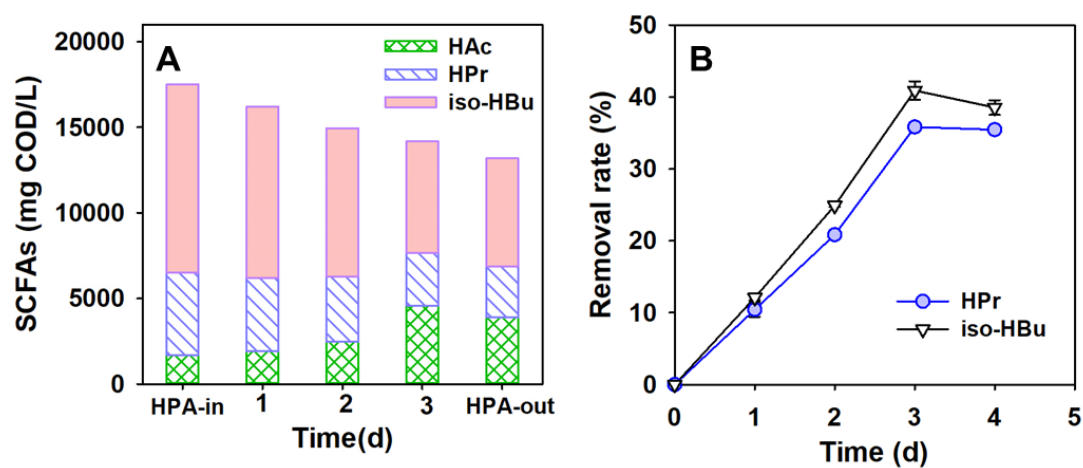 A
HAc
HPr
iso-HBu
SCFAs (mg COD/L)
20000
15000
10000
5000
0
HPA-in 1 2 3 HPA-out
Time(d)
B
Removal rate (%)
50
40
30
20
10
0
HPr
iso-HBu
0 1 2 3 4 5
Time (d)